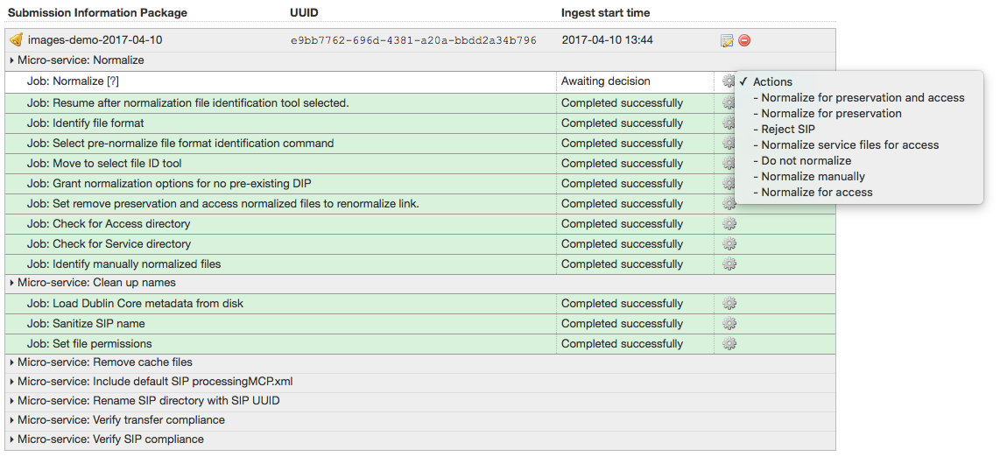 Submission Information Package UUID Ingest start time
images-demo-2017-04-10 e9bb7762-696d-4381-a20a-bbdd2a34b796 2017-04-10 13:44
Micro-service: Normalize
Job: Normalize [?] Awaiting decision
✓ Actions
- Normalize for preservation and access
- Normalize for preservation
- Reject SIP
- Normalize service files for access
- Do not normalize
- Normalize manually
- Normalize for access
Job: Resume after normalization file identification tool selected. Completed successfully
Job: Identify file format Completed successfully
Job: Select pre-normalize file format identification command Completed successfully
Job: Move to select file ID tool Completed successfully
Job: Grant normalization options for no pre-existing DIP Completed successfully
Job: Set remove preservation and access normalized files to renormalize link. Completed successfully
Job: Check for Access directory Completed successfully
Job: Check for Service directory Completed successfully
Job: Identify manually normalized files Completed successfully
Micro-service: Clean up names
Job: Load Dublin Core metadata from disk Completed successfully
Job: Sanitize SIP name Completed successfully
Job: Set file permissions Completed successfully
Micro-service: Remove cache files
Micro-service: Include default SIP processingMCP.xml
Micro-service: Rename SIP directory with SIP UUID
Micro-service: Verify transfer compliance
Micro-service: Verify SIP compliance